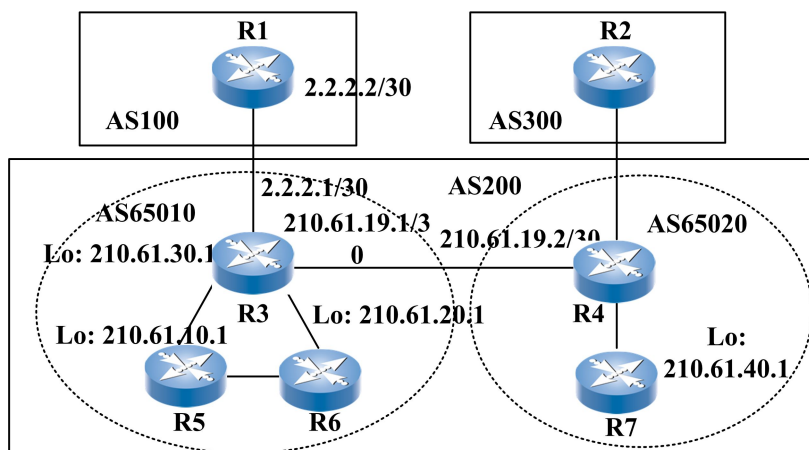 R1
R2
2.2.2.2/30
AS100
AS300
2.2.2.1/30
AS200
AS65010
210.61.19.1/3
0
210.61.19.2/30
AS65020
Lo: 210.61.30.1
R3
R4
Lo: 210.61.20.1
Lo: 210.61.10.1
Lo:
210.61.40.1
R5
R6
R7